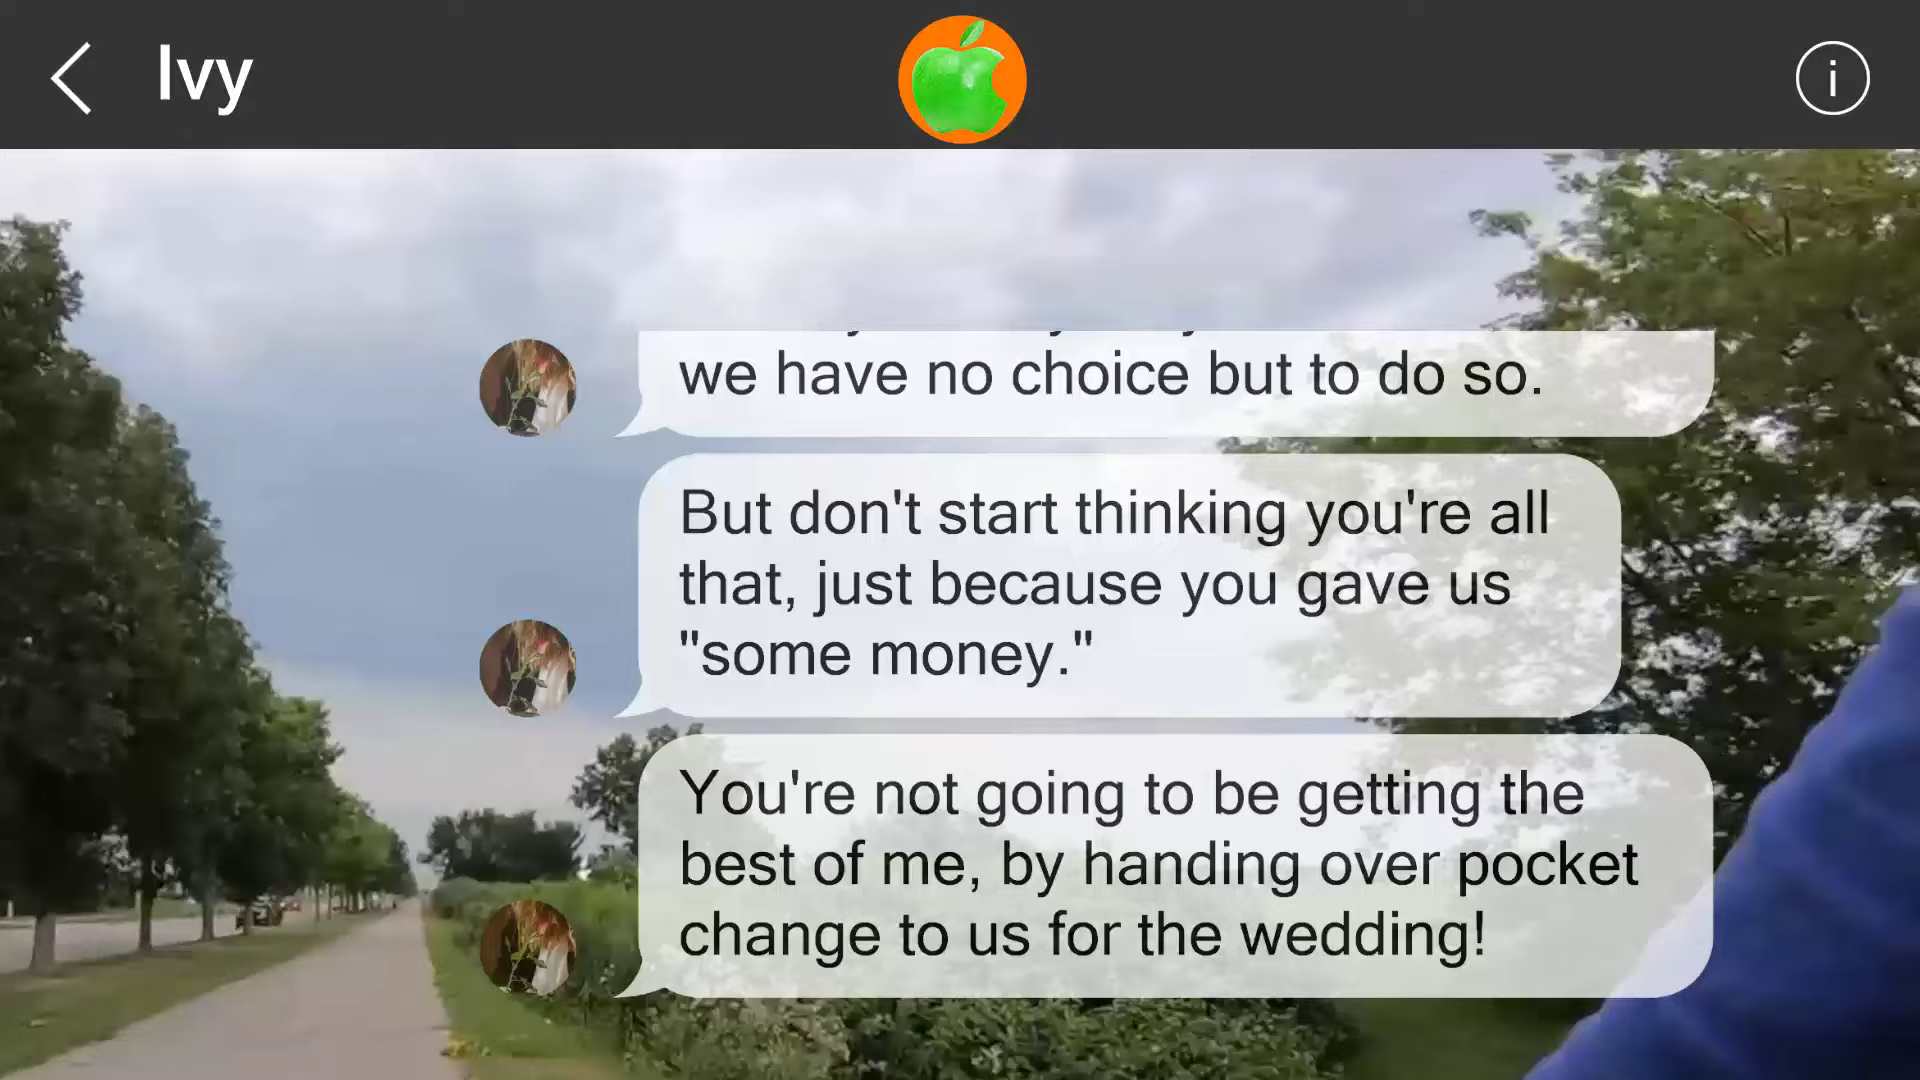 Ivy
i
we have no choice but to do so.
But don't start thinking you're all
that, just because you gave us
"some money."
You're not going to be getting the
best of me, by handing over pocket
change to us for the wedding!